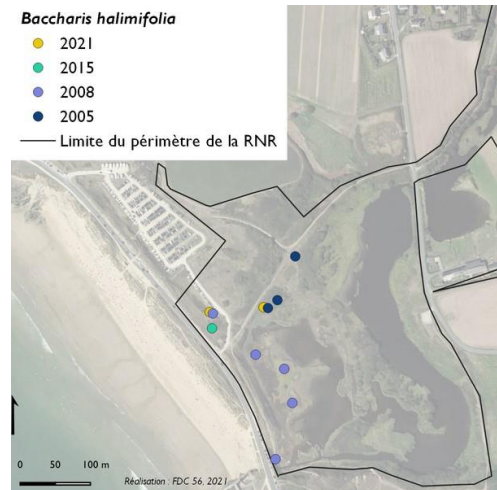 Baccharis halimifolia
2021
2015
2008
2005
Limite du périmètre de la RNR
0 50 100 m
Réalisation : FDC 56, 2021